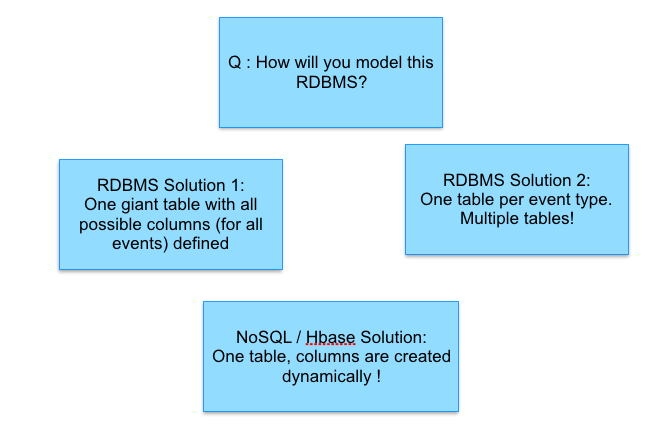 Q : How will you model this
RDBMS?
RDBMS Solution 1:
One giant table with all
possible columns (for all
events) defined
RDBMS Solution 2:
One table per event type.
Multiple tables!
NoSQL / Hbase Solution:
One table, columns are created
dynamically !